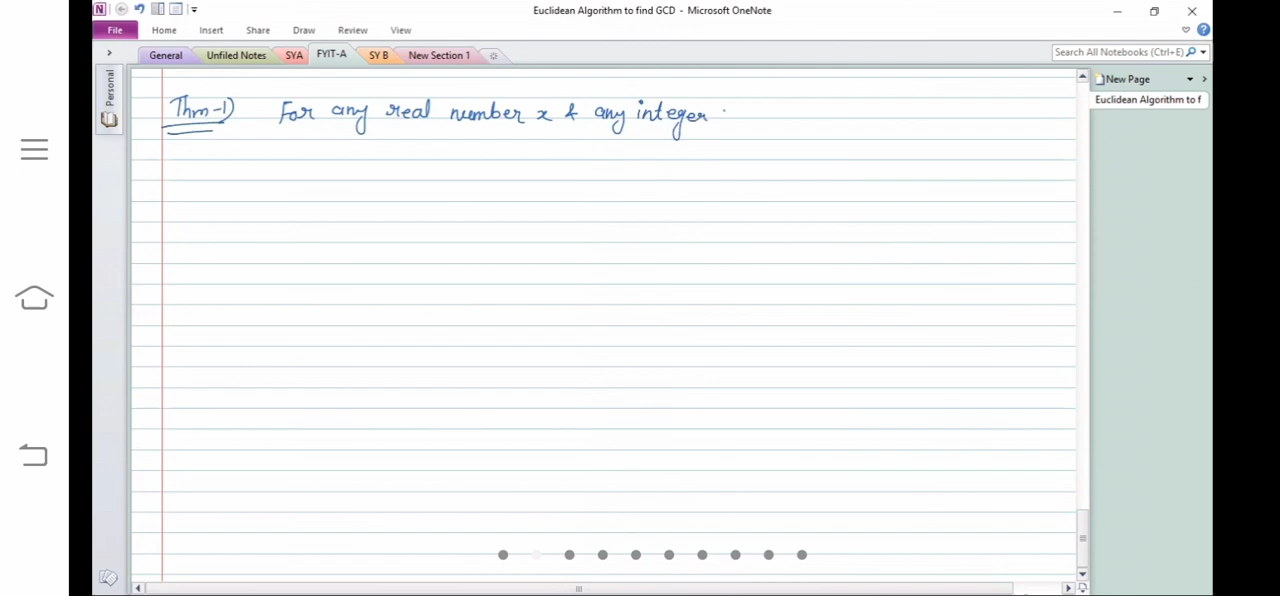 Euclidean Algorithm to find GCD - Microsoft OneNote
File Home Insert Share Draw Review View
General Unfiled Notes SYA FYIT-A SY B New Section 1
Search All Notebooks (Ctrl+E)
Personal
New Page
Euclidean Algorithm to f
Thm-1) For any real number x & any integer